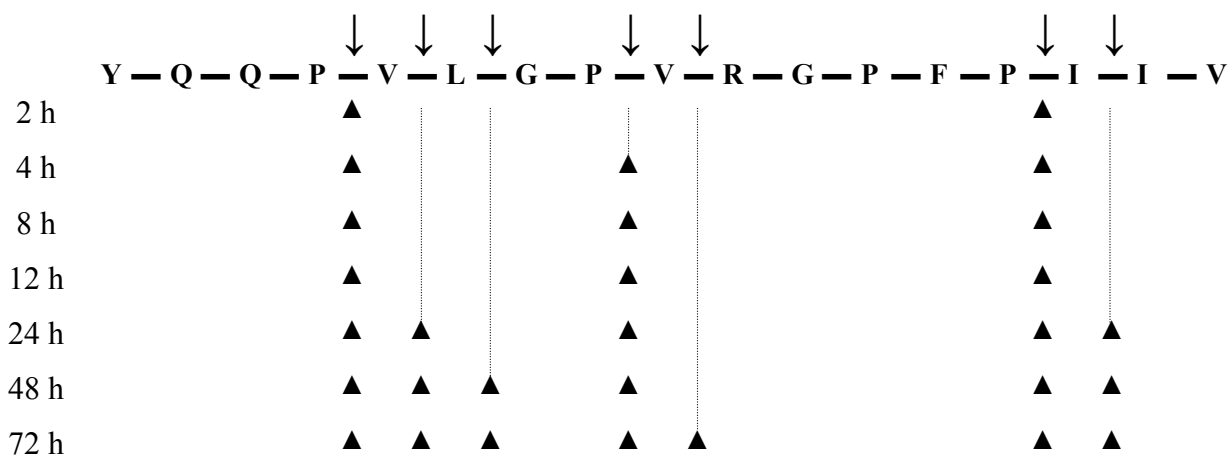 Y — Q — Q — P — V — L — G — P — V — R — G — P — F — P — I — I — V
2 h
4 h
8 h
12 h
24 h
48 h
72 h